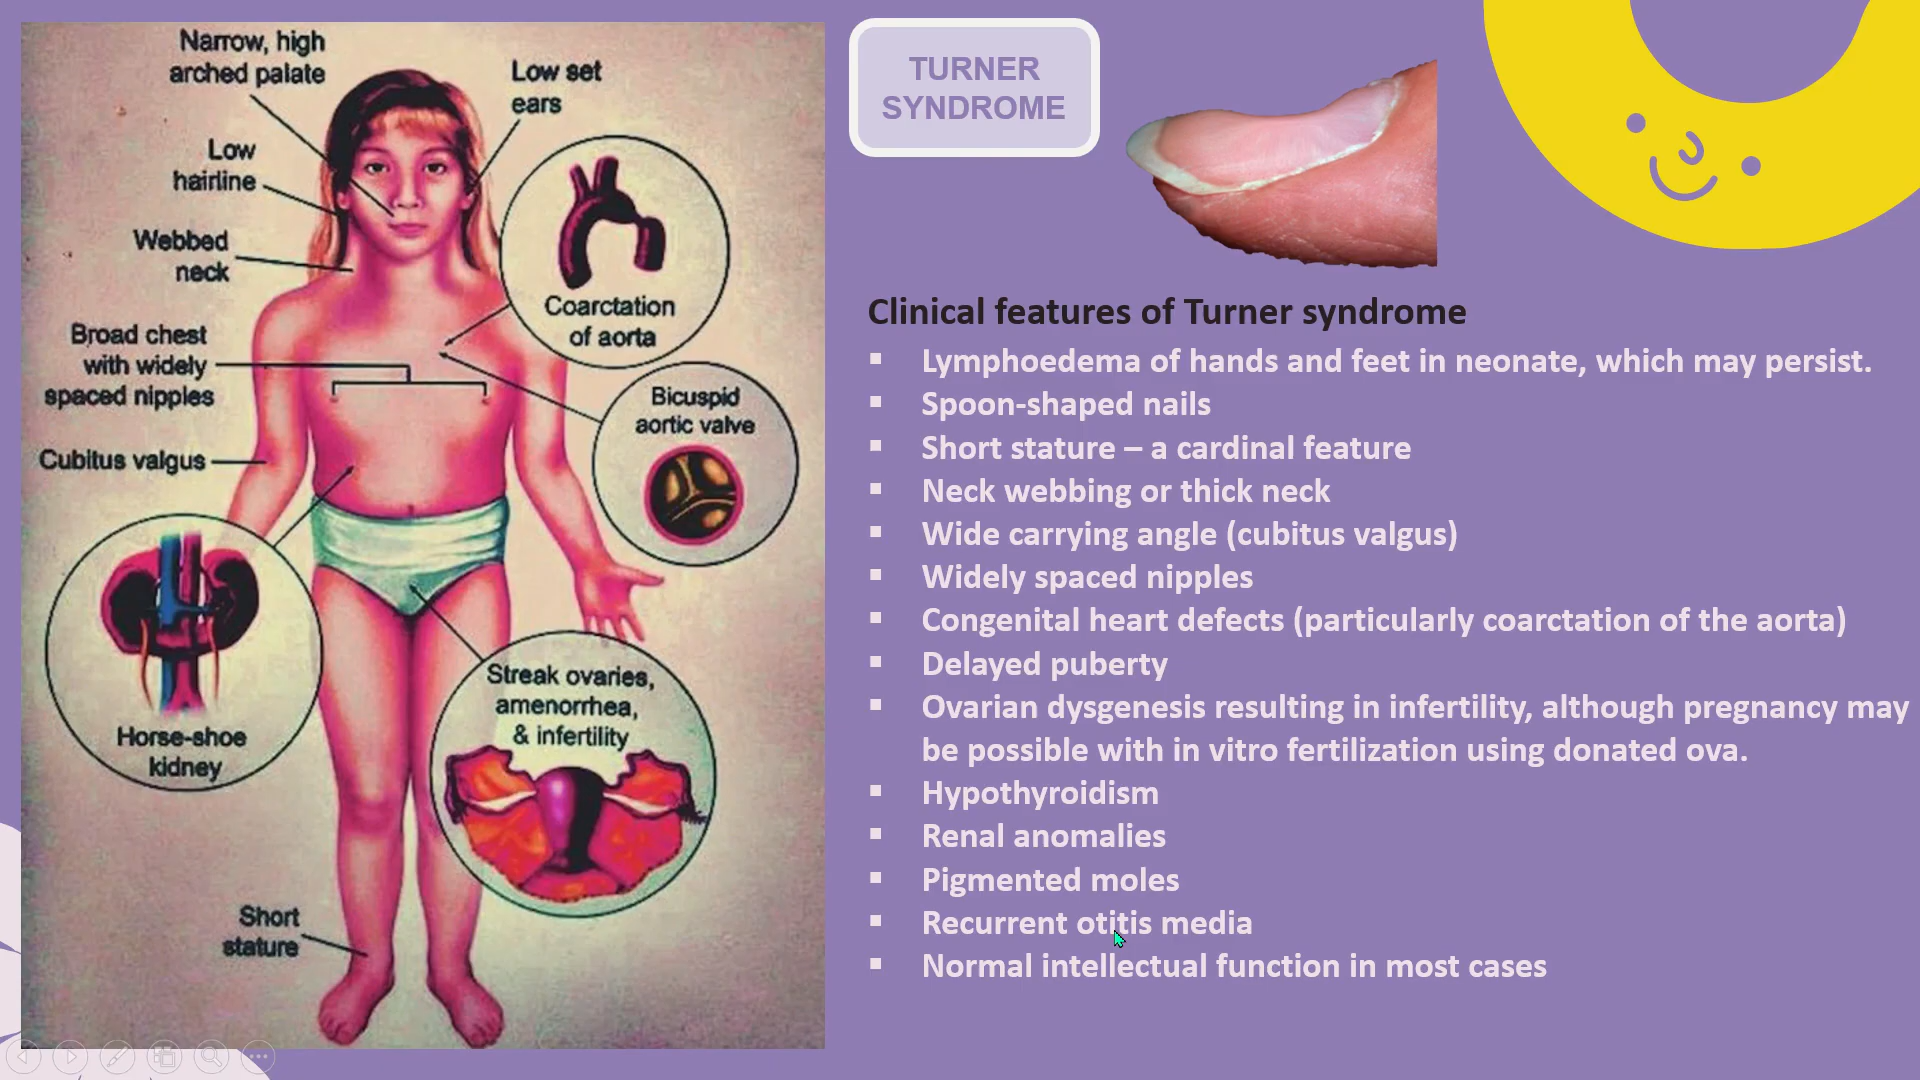 Narrow, high
arched palate
Low set
ears
Low
hairline
Webbed
neck
Coarctation
of aorta
Broad chest
with widely
spaced nipples
Bicuspid
aortic valve
Cubitus valgus
Streak ovaries,
amenorrhea,
& infertility
Horse-shoe
kidney
Short
stature
TURNER
SYNDROME
Clinical features of Turner syndrome
▪ Lymphoedema of hands and feet in neonate, which may persist.
▪ Spoon-shaped nails
▪ Short stature – a cardinal feature
▪ Neck webbing or thick neck
▪ Wide carrying angle (cubitus valgus)
▪ Widely spaced nipples
▪ Congenital heart defects (particularly coarctation of the aorta)
▪ Delayed puberty
▪ Ovarian dysgenesis resulting in infertility, although pregnancy may
be possible with in vitro fertilization using donated ova.
▪ Hypothyroidism
▪ Renal anomalies
▪ Pigmented moles
▪ Recurrent otitis media
▪ Normal intellectual function in most cases